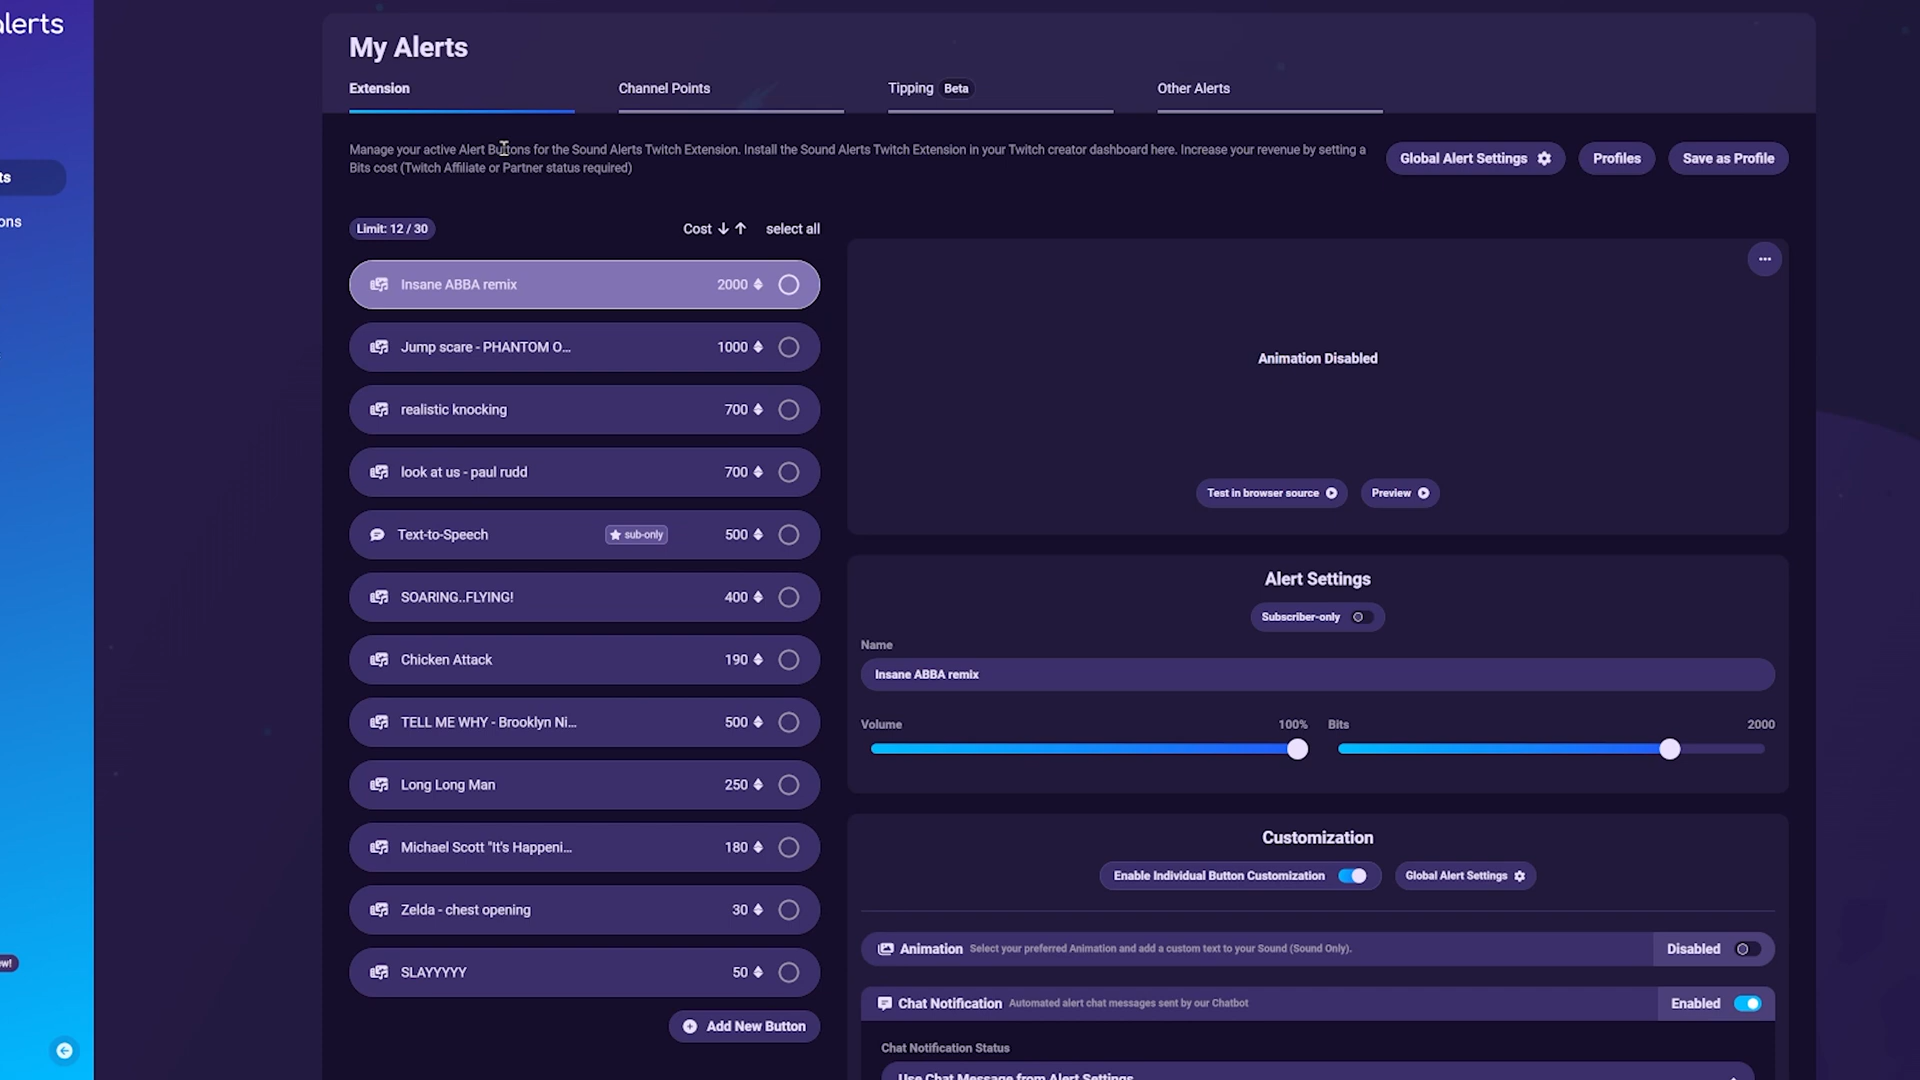 alerts
ts
ons
ew!
My Alerts
Extension
Channel Points
Tipping Beta
Other Alerts
Manage your active Alert Buttons for the Sound Alerts Twitch Extension. Install the Sound Alerts Twitch Extension in your Twitch creator dashboard here. Increase your revenue by setting a
Bits cost (Twitch Affiliate or Partner status required)
Global Alert Settings
Profiles
Save as Profile
Limit: 12 / 30
Cost
select all
Insane ABBA remix 2000
Jump scare - PHANTOM O... 1000
realistic knocking 700
look at us - paul rudd 700
Text-to-Speech sub-only 500
SOARING..FLYING! 400
Chicken Attack 190
TELL ME WHY - Brooklyn Ni... 500
Long Long Man 250
Michael Scott "It's Happeni... 180
Zelda - chest opening 30
SLAYYYYY 50
Add New Button
Animation Disabled
Test in browser source
Preview
Alert Settings
Subscriber-only
Name
Insane ABBA remix
Volume 100%
Bits 2000
Customization
Enable Individual Button Customization
Global Alert Settings
Animation Select your preferred Animation and add a custom text to your Sound (Sound Only).
Disabled
Chat Notification Automated alert chat messages sent by our Chatbot
Enabled
Chat Notification Status
Use Chat Message from Alert Settings